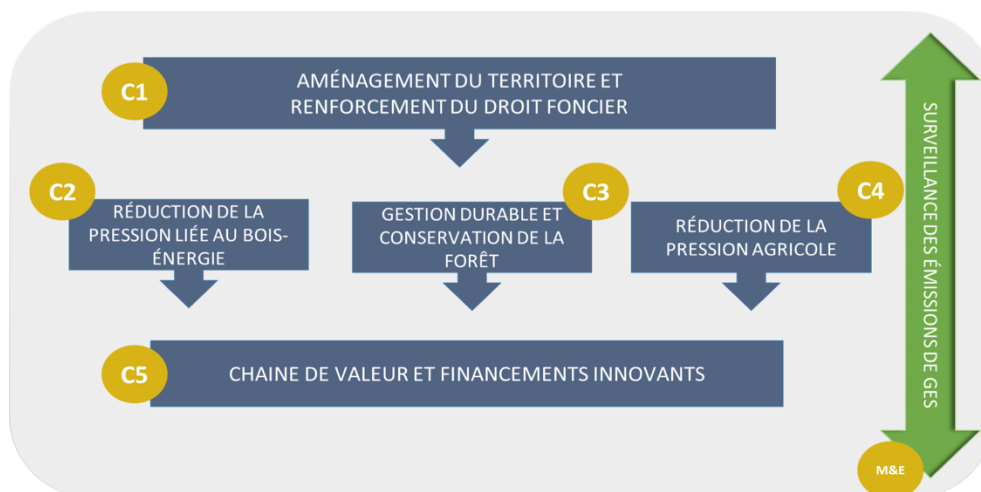 C1
AMÉNAGEMENT DU TERRITOIRE ET
RENFORCEMENT DU DROIT FONCIER
C2
RÉDUCTION DE LA
PRESSION LIÉE AU BOIS-
ÉNERGIE
C3
GESTION DURABLE ET
CONSERVATION DE LA
FORÊT
C4
RÉDUCTION DE LA
PRESSION AGRICOLE
C5
CHAINE DE VALEUR ET FINANCEMENTS INNOVANTS
SURVEILLANCE DES ÉMISSIONS DE GES
M&E